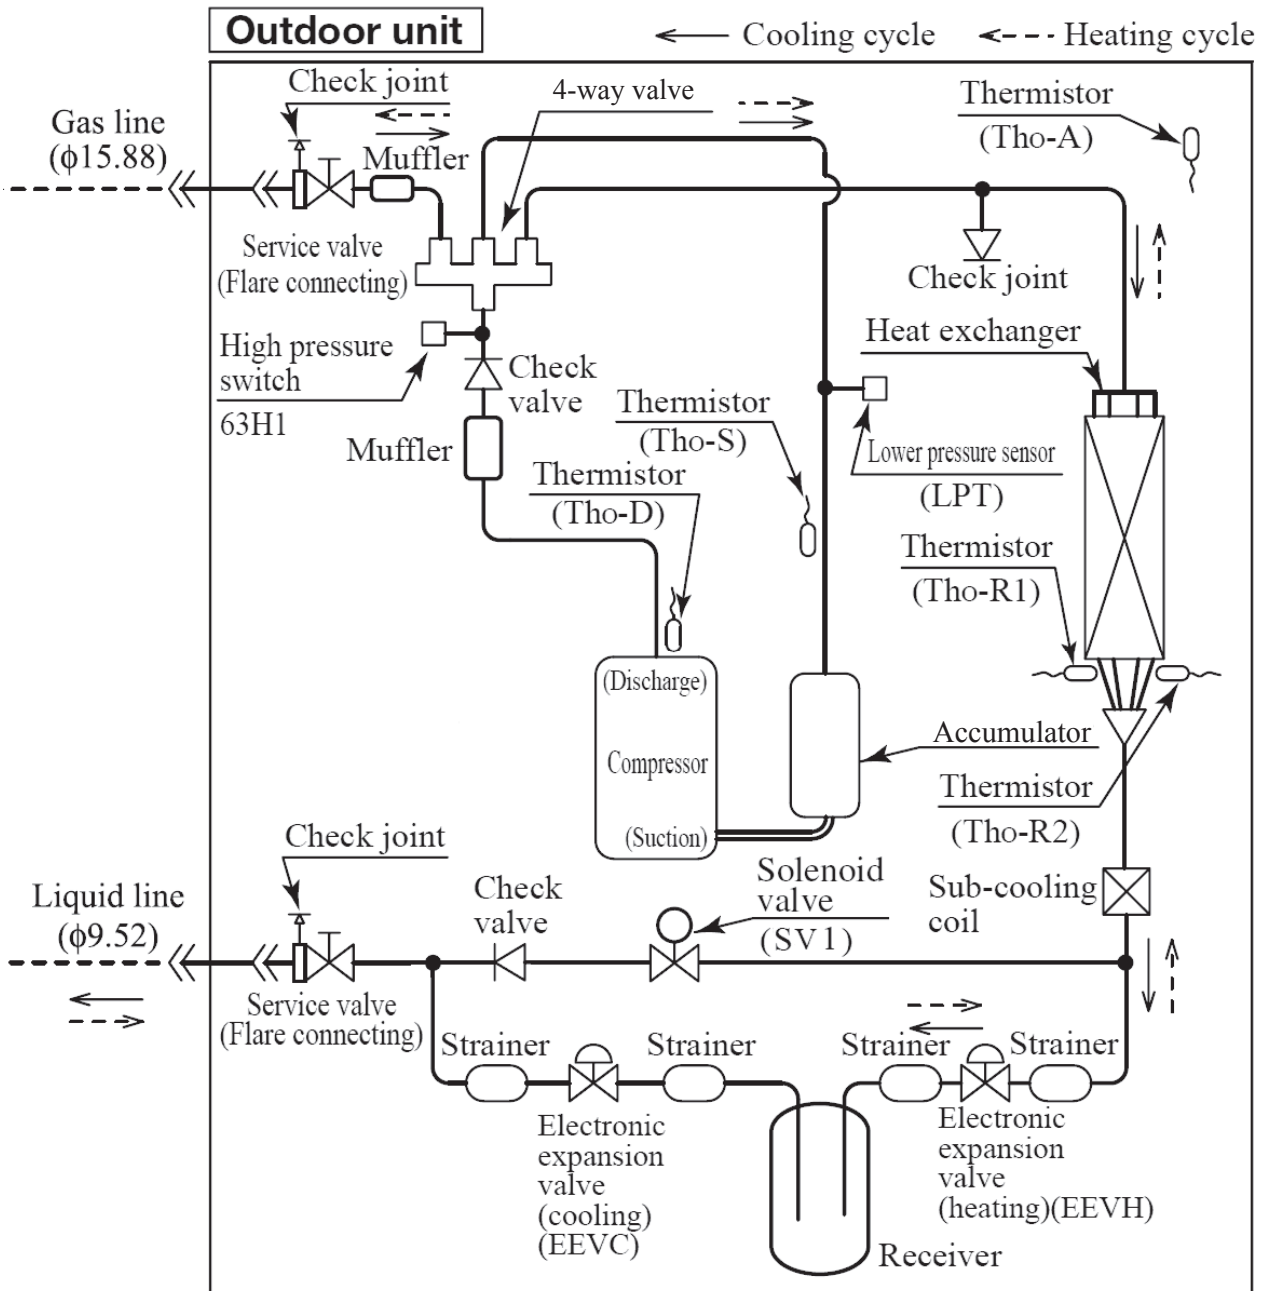 Outdoor unit
Cooling cycle
Heating cycle
Check joint
4-way valve
Thermistor
(Tho-A)
Gas line
(ϕ15.88)
Muffler
Service valve
(Flare connecting)
Check joint
High pressure
switch
63H1
Check
valve
Heat exchanger
Thermistor
(Tho-S)
Muffler
Lower pressure sensor
(LPT)
Thermistor
(Tho-D)
Thermistor
(Tho-R1)
(Discharge)
Compressor
(Suction)
Accumulator
Thermistor
(Tho-R2)
Check joint
Liquid line
(ϕ9.52)
Check
valve
Solenoid
valve
(SV1)
Sub-cooling
coil
Service valve
(Flare connecting)
Strainer
Strainer
Strainer
Strainer
Electronic
expansion
valve
(cooling)
(EEVC)
Electronic
expansion
valve
(heating)(EEVH)
Receiver